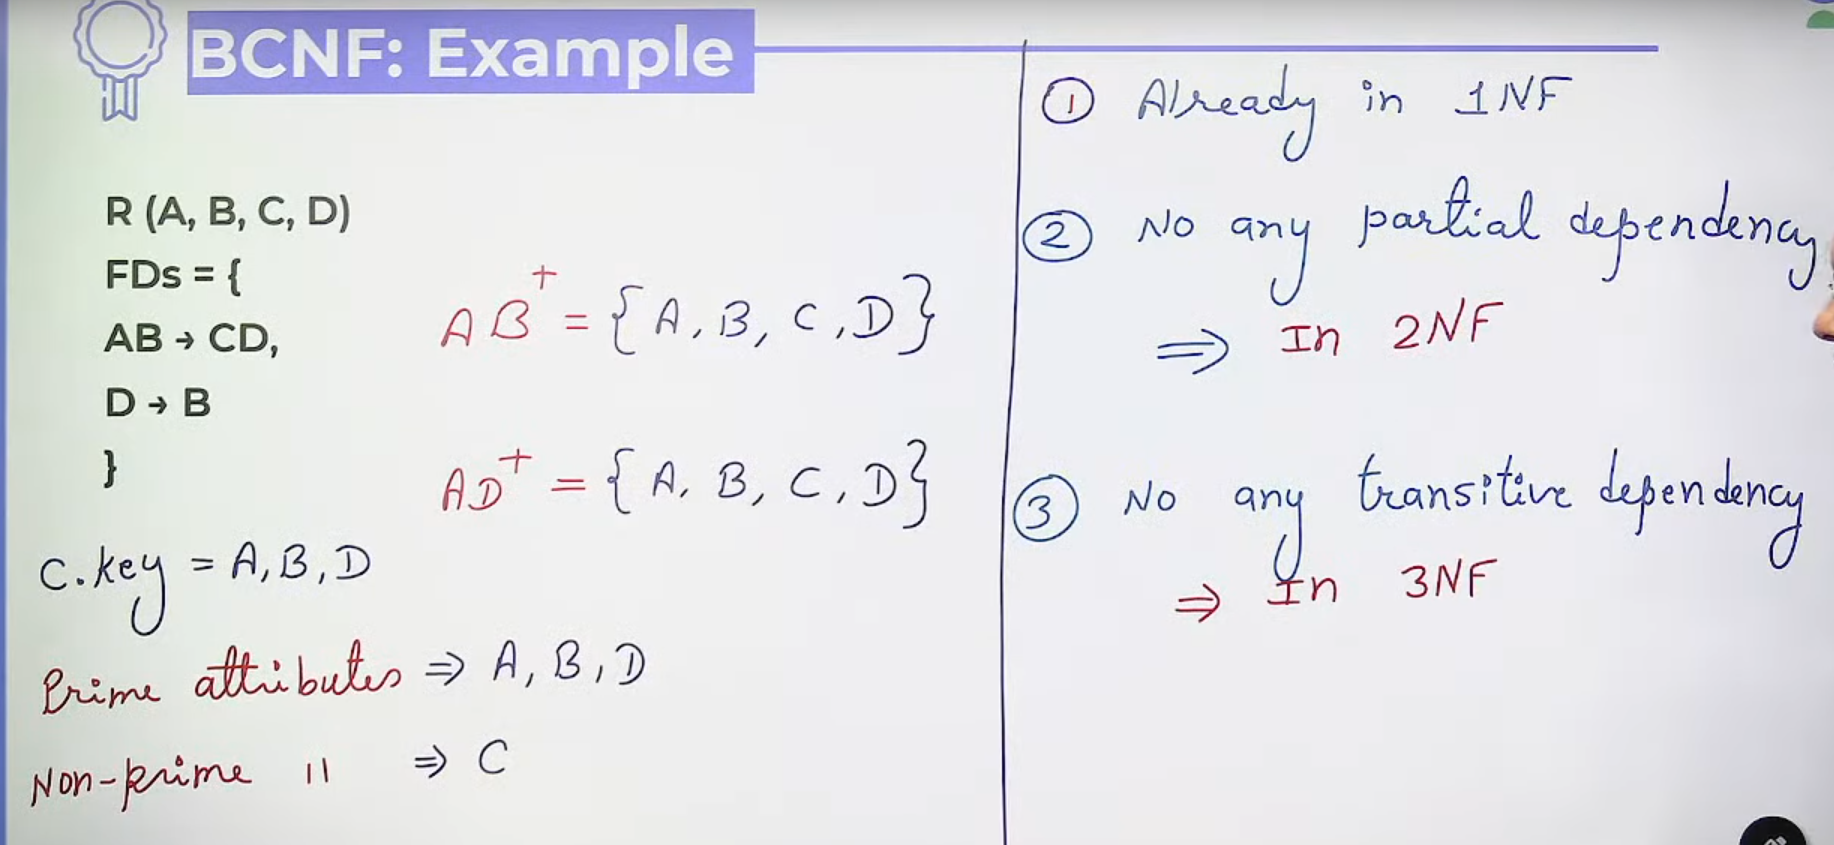 BCNF: Example
R (A, B, C, D)
FDs = {
AB → CD,
D → B
}
AB⁺ = {A, B, C, D}
AD⁺ = {A, B, C, D}
C.key = A, B, D
Prime attributes ⇒ A, B, D
Non-prime 11 ⇒ C
① Already in 1NF
② No any partial dependency
⇒ In 2NF
③ No any transitive dependency
⇒ In 3NF